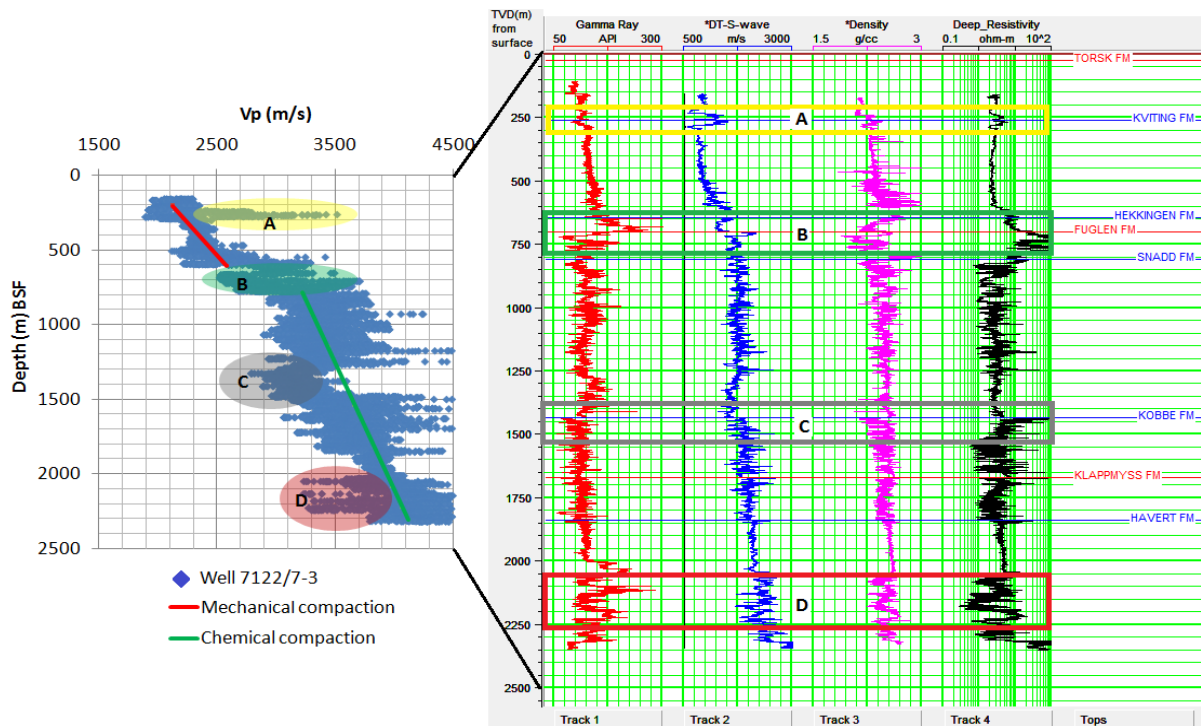 Vp (m/s)
1500 2500 3500 4500
Depth (m) BSF
0
500
1000
1500
2000
2500
A
B
C
D
Well 7122/7-3
Mechanical compaction
Chemical compaction
TVD(m)
from
surface
Gamma Ray *DT-S-wave *Density Deep_Resistivity
50 API 300 500 m/s 3000 1.5 g/cc 3 0.1 ohm-m 10^2
0
250
500
750
1000
1250
1500
1750
2000
2250
2500
A
B
C
D
TORSK FM
KVITING FM
HEKKINGEN FM
FUGLEN FM
SNADD FM
KOBBE FM
KLAPPMYSS FM
HAVERT FM
Track 1 Track 2 Track 3 Track 4 Tops